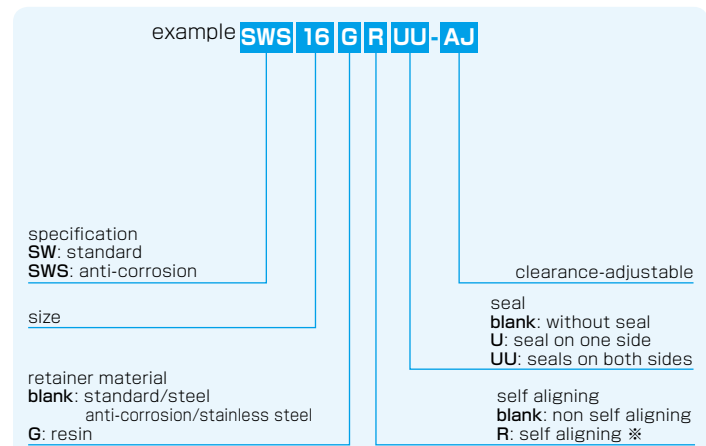 example SWS 16 G R UU - AJ
specification
SW: standard
SWS: anti-corrosion
clearance-adjustable
size
seal
blank: without seal
U: seal on one side
UU: seals on both sides
retainer material
blank: standard/steel
anti-corrosion/stainless steel
G: resin
self aligning
blank: non self aligning
R: self aligning ※